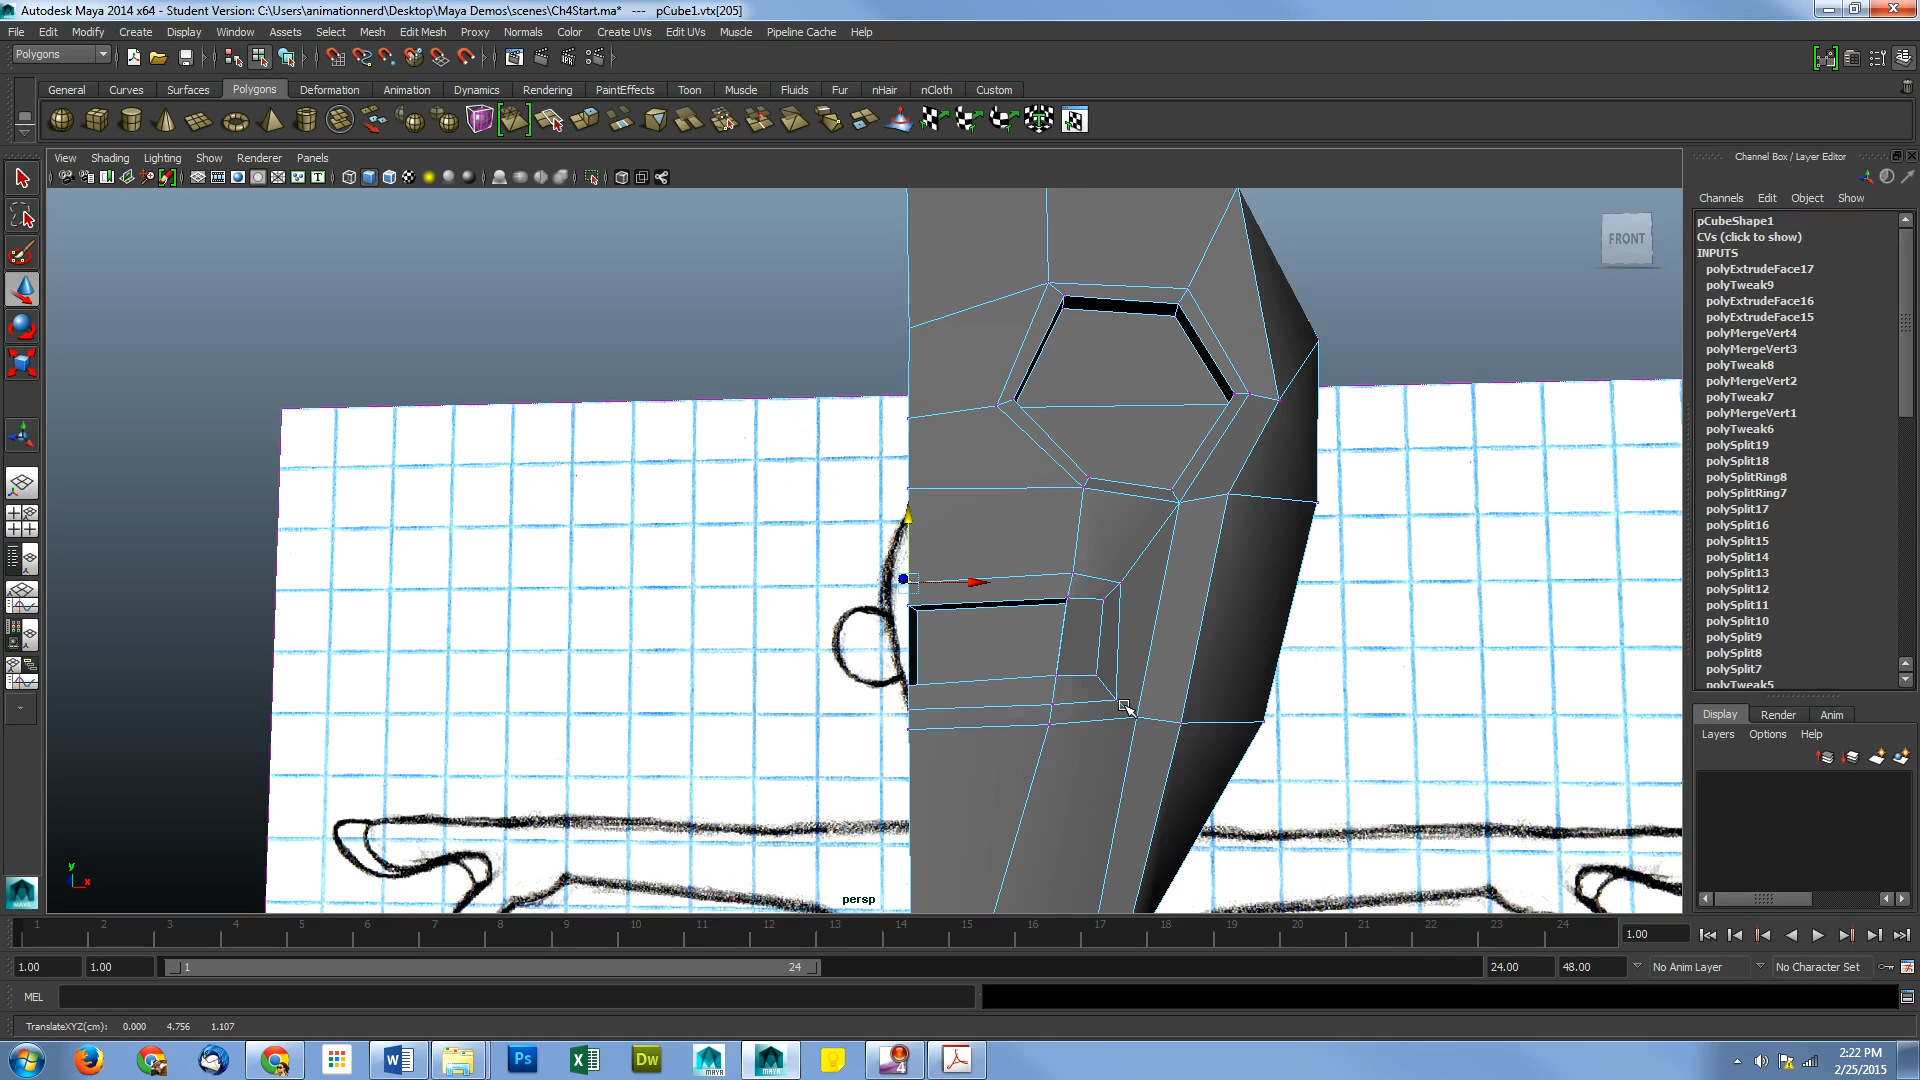 Autodesk Maya 2014 x64 - Student Version: C:\Users\animationnerd\Desktop\Maya Demos\scenes\Ch4Start.ma*   ---   pCube1.vtx[205]
File Edit Modify Create Display Window Assets Select Mesh Edit Mesh Proxy Normals Color Create UVs Edit UVs Muscle Pipeline Cache Help
Polygons
General Curves Surfaces Polygons Deformation Animation Dynamics Rendering PaintEffects Toon Muscle Fluids Fur nHair nCloth Custom
View Shading Lighting Show Renderer Panels
Channel Box / Layer Editor
Channels Edit Object Show
pCubeShape1
CVs (click to show)
INPUTS
polyExtrudeFace17
polyTweak9
polyExtrudeFace16
polyExtrudeFace15
polyMergeVert4
polyMergeVert3
polyTweak8
polyMergeVert2
polyTweak7
polyMergeVert1
polyTweak6
polySplit19
polySplit18
polySplitRing8
polySplitRing7
polySplit17
polySplit16
polySplit15
polySplit14
polySplit13
polySplit12
polySplit11
polySplit10
polySplit9
polySplit8
polySplit7
polyTweak5
FRONT
Display Render Anim
Layers Options Help
y
x
persp
1 2 3 4 5 6 7 8 9 10 11 12 13 14 15 16 17 18 19 20 21 22 23 24 1.00
1.00 1.00 1 24 24.00 48.00 No Anim Layer No Character Set
MEL
TranslateXYZ(cm): 0.000 4.756 1.107
Ps Dw MAYA MAYA 4
2:22 PM
2/25/2015